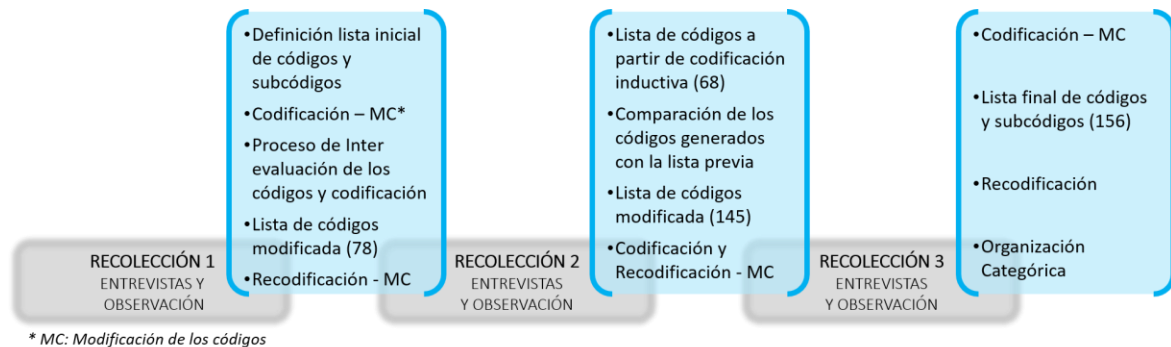 RECOLECCIÓN 1
ENTREVISTAS Y
OBSERVACIÓN
•Definición lista inicial
de códigos y
subcódigos
•Codificación – MC*
•Proceso de Inter
evaluación de los
códigos y codificación
•Lista de códigos
modificada (78)
•Recodificación - MC
RECOLECCIÓN 2
ENTREVISTAS
Y OBSERVACIÓN
•Lista de códigos a
partir de codificación
inductiva (68)
•Comparación de los
códigos generados
con la lista previa
•Lista de códigos
modificada (145)
•Codificación y
Recodificación - MC
RECOLECCIÓN 3
ENTREVISTAS
Y OBSERVACIÓN
•Codificación – MC
•Lista final de códigos
y subcódigos (156)
•Recodificación
•Organización
Categórica
* MC: Modificación de los códigos